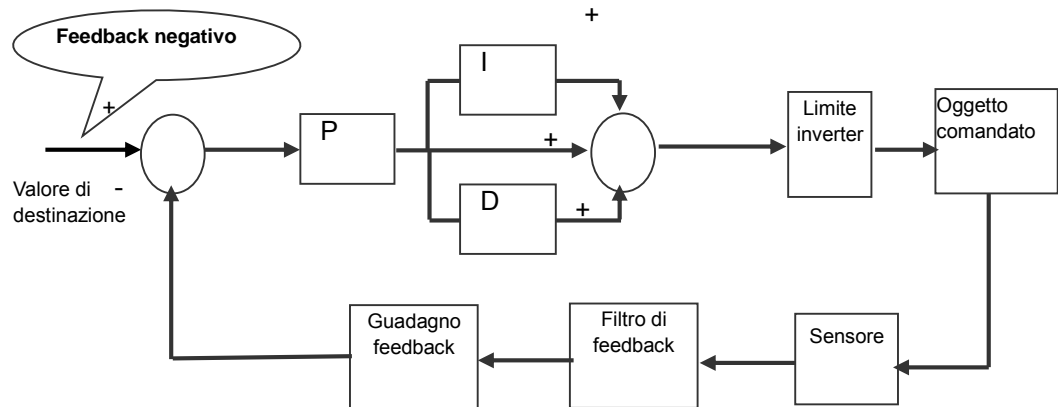 +
Feedback negativo
+
I
P
+
D
+
Limite
inverter
Oggetto
comandato
Valore di -
destinazione
Guadagno
feedback
Filtro di
feedback
Sensore